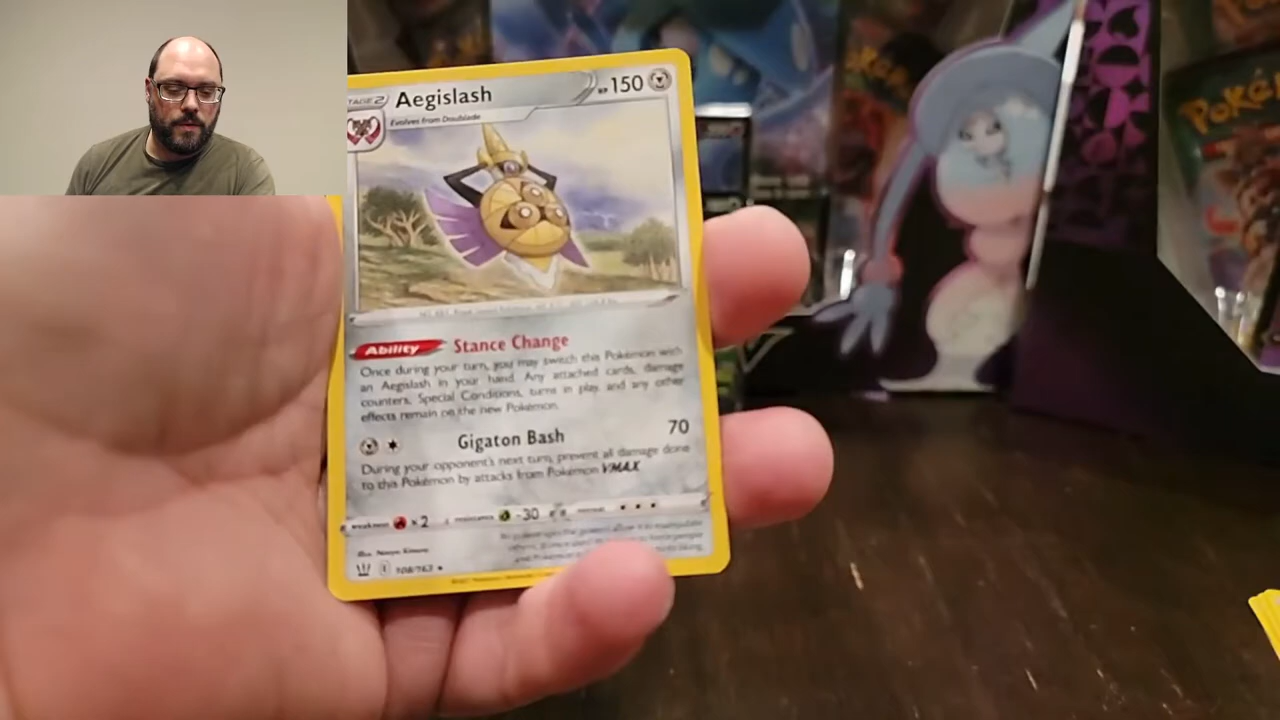 TAGE 2
Aegislash
HP 150
Evolves from Doublade
Ability Stance Change
Once during your turn, you may switch this Pokémon with
an Aegislash in your hand. Any attached cards, damage
counters, Special Conditions, turns in play, and any other
effects remain on the new Pokémon.
Gigaton Bash 70
During your opponent's next turn, prevent all damage done
to this Pokémon by attacks from Pokémon VMAX.
weakness ×2 resistance -30 retreat
108/163
Poké